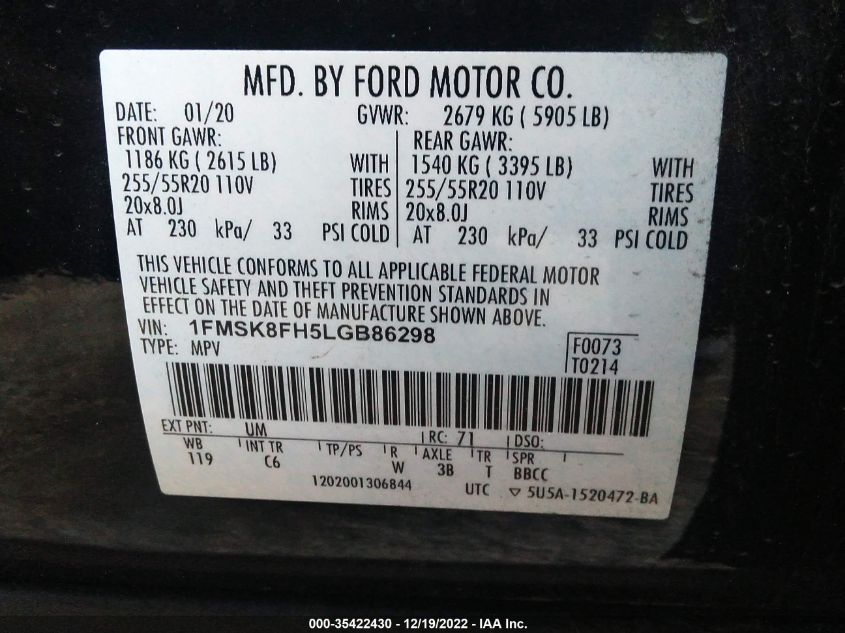 MFD. BY FORD MOTOR CO.
DATE: 01/20 GVWR: 2679 KG ( 5905 LB)
FRONT GAWR: REAR GAWR:
1186 KG ( 2615 LB) WITH 1540 KG ( 3395 LB) WITH
255/55R20 110V TIRES 255/55R20 110V TIRES
20x8.0J RIMS 20x8.0J RIMS
AT 230 kPa/ 33 PSI COLD AT 230 kPa/ 33 PSI COLD
THIS VEHICLE CONFORMS TO ALL APPLICABLE FEDERAL MOTOR
VEHICLE SAFETY AND THEFT PREVENTION STANDARDS IN
EFFECT ON THE DATE OF MANUFACTURE SHOWN ABOVE.
VIN: 1FMSK8FH5LGB86298
TYPE: MPV
F0073
T0214
EXT PNT: UM RC: 71 DSO:
WB INT TR TP/PS R AXLE TR SPR
119 C6 W 3B T BBCC
1202001306844 UTC ▽ 5U5A-1520472-BA
000-35422430 - 12/19/2022 - IAA Inc.